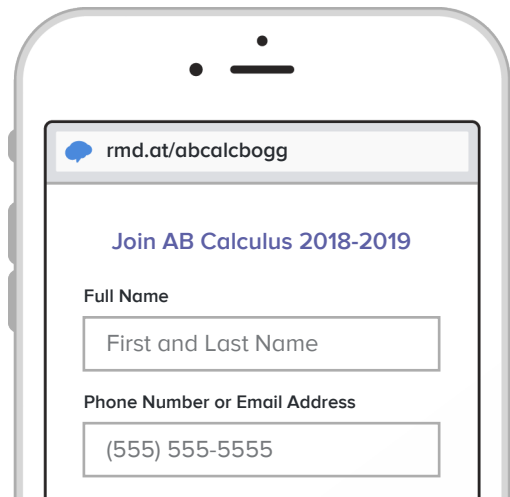 rmd.at/abcalcbogg
Join AB Calculus 2018-2019
Full Name
First and Last Name
Phone Number or Email Address
(555) 555-5555